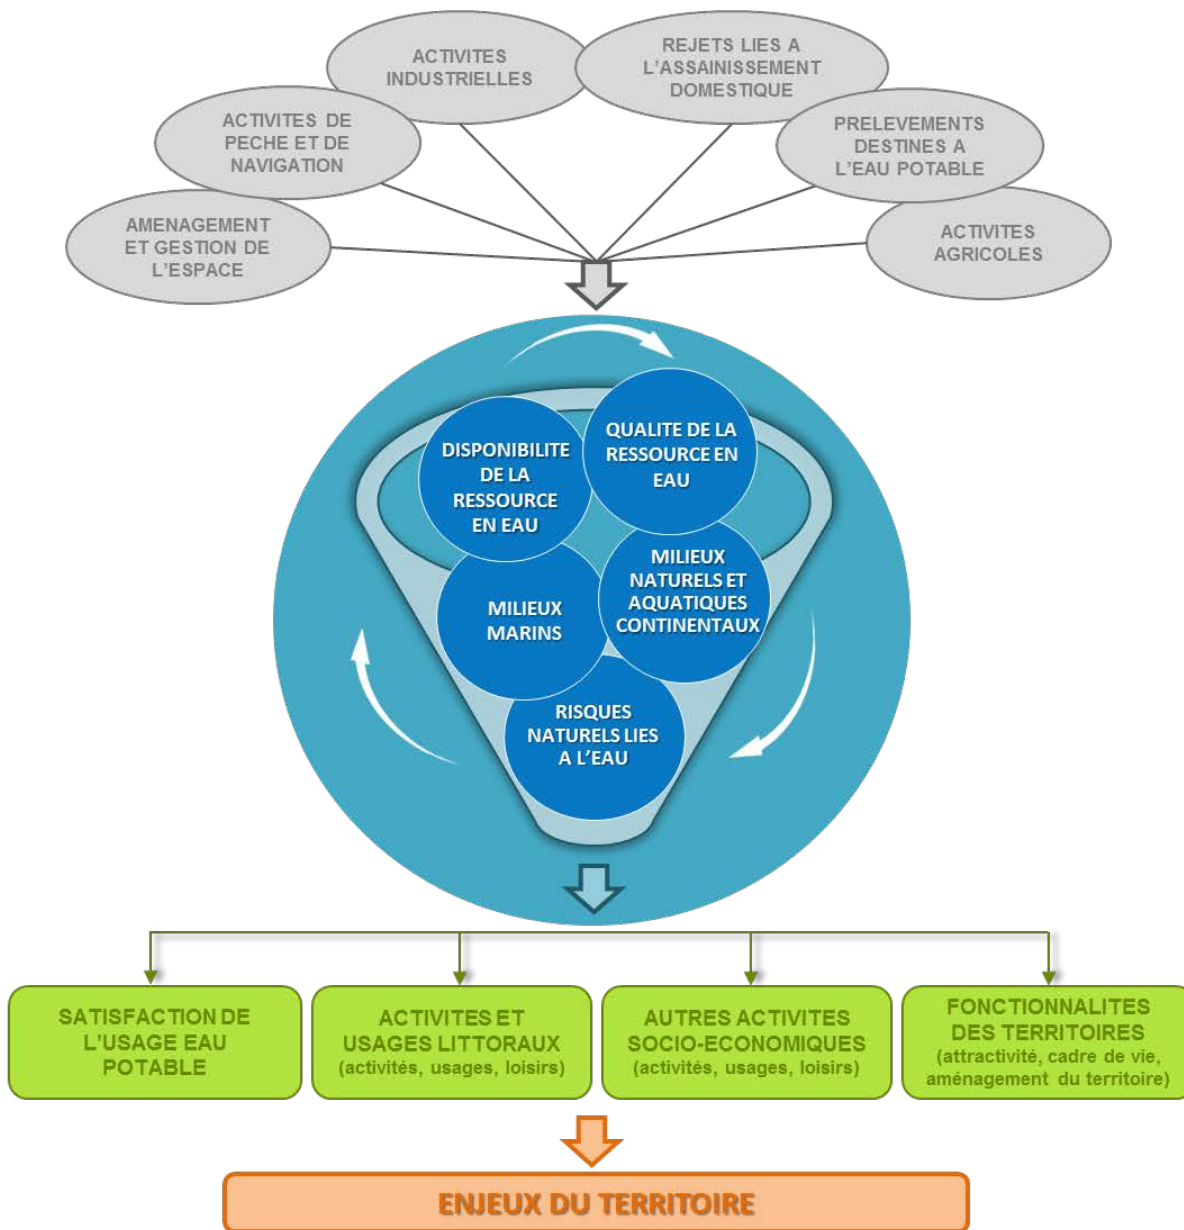 ACTIVITES
INDUSTRIELLES
REJETS LIES A
L'ASSAINISSEMENT
DOMESTIQUE
ACTIVITES DE
PECHE ET DE
NAVIGATION
PRELEVEMENTS
DESTINES A
L'EAU POTABLE
AMENAGEMENT
ET GESTION DE
L'ESPACE
ACTIVITES
AGRICOLES
DISPONIBILITE
DE LA
RESSOURCE
EN EAU
QUALITE DE LA
RESSOURCE EN
EAU
MILIEUX
MARINS
MILIEUX
NATURELS ET
AQUATIQUES
CONTINENTAUX
RISQUES
NATURELS LIES
A L'EAU
SATISFACTION DE
L'USAGE EAU
POTABLE
ACTIVITES ET
USAGES LITTORAUX
(activités, usages, loisirs)
AUTRES ACTIVITES
SOCIO-ECONOMIQUES
(activités, usages, loisirs)
FONCTIONNALITES
DES TERRITOIRES
(attractivité, cadre de vie,
aménagement du territoire)
ENJEUX DU TERRITOIRE